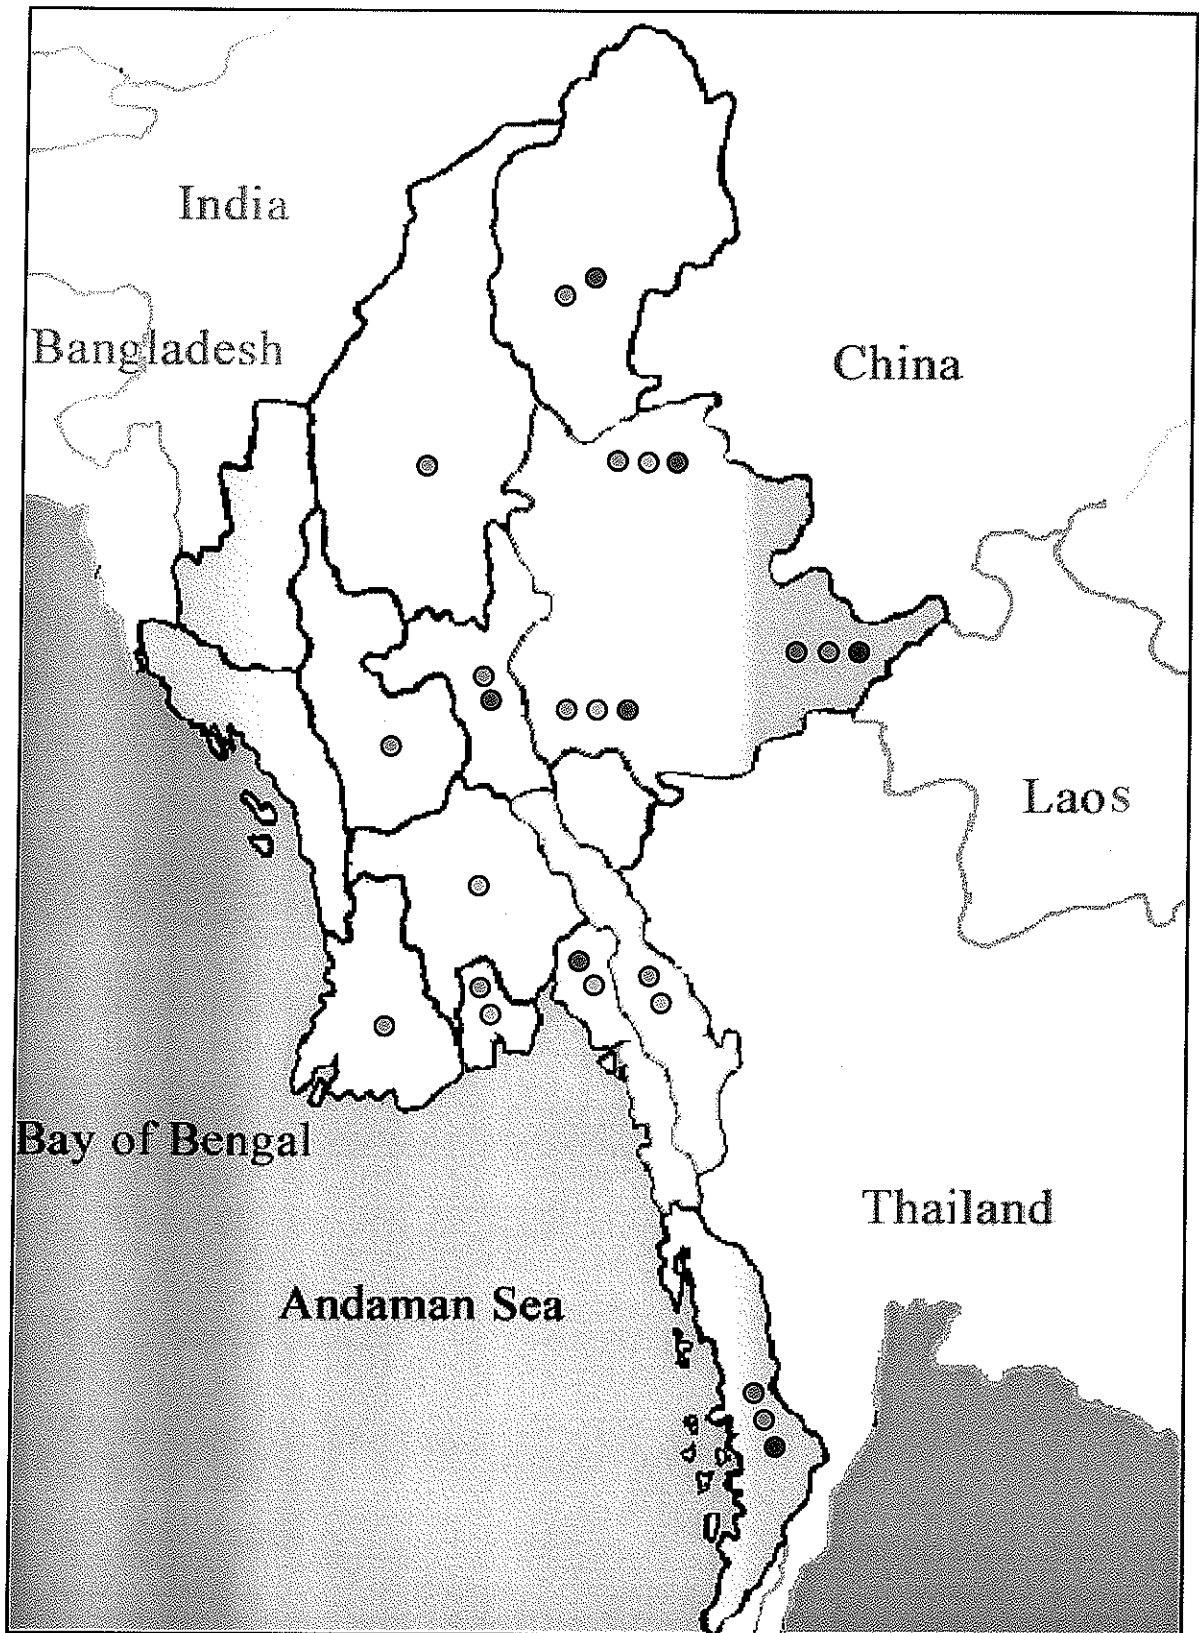 India
Bangladesh
China
Laos
Bay of Bengal
Thailand
Andaman Sea